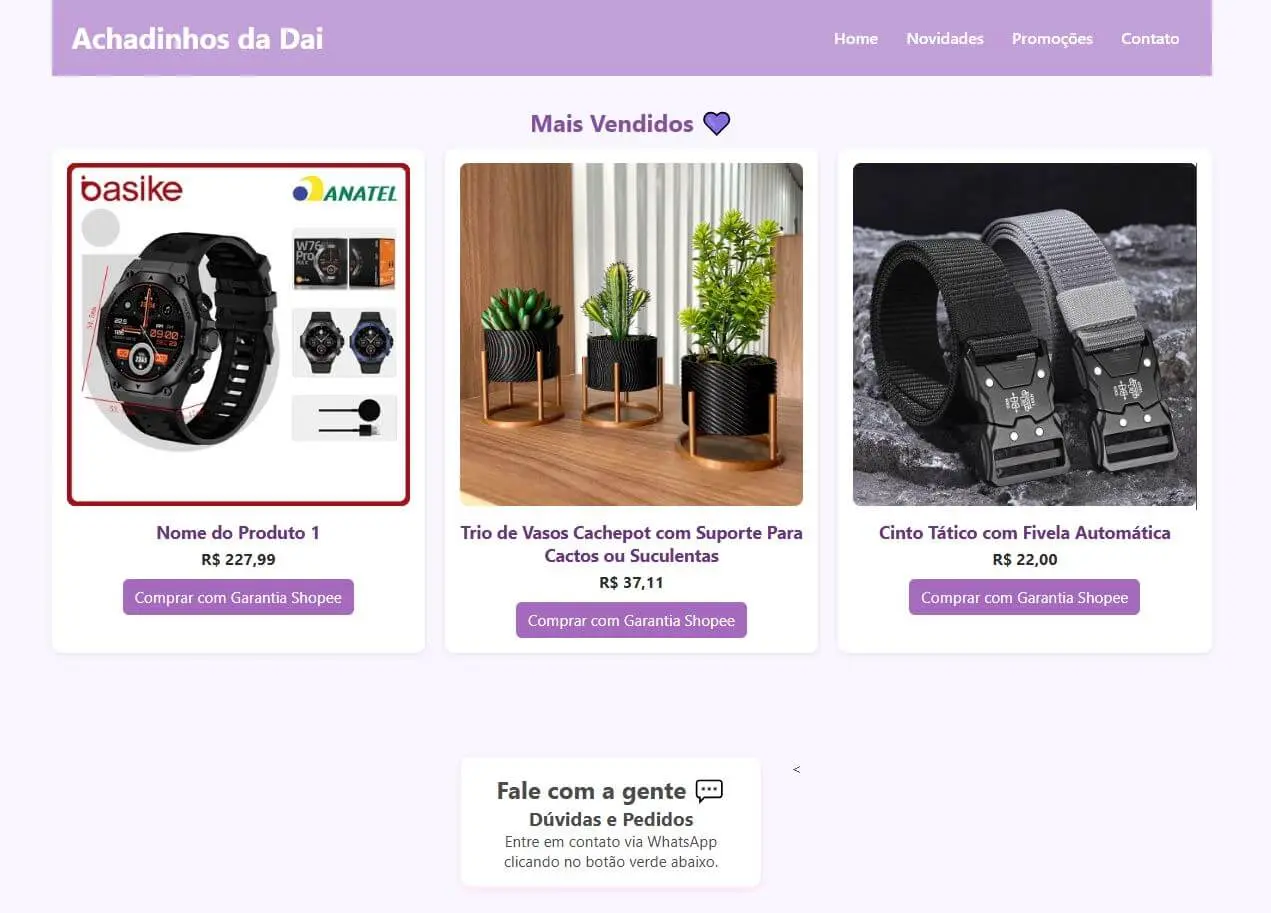 Achadinhos da Dai
Home Novidades Promoções Contato
Mais Vendidos
basike
ANATEL
W76
Pro
MAX
09:00
Nome do Produto 1
R$ 227,99
Comprar com Garantia Shopee
Trio de Vasos Cachepot com Suporte Para
Cactos ou Suculentas
R$ 37,11
Comprar com Garantia Shopee
Cinto Tático com Fivela Automática
R$ 22,00
Comprar com Garantia Shopee
<
Fale com a gente
Dúvidas e Pedidos
Entre em contato via WhatsApp
clicando no botão verde abaixo.